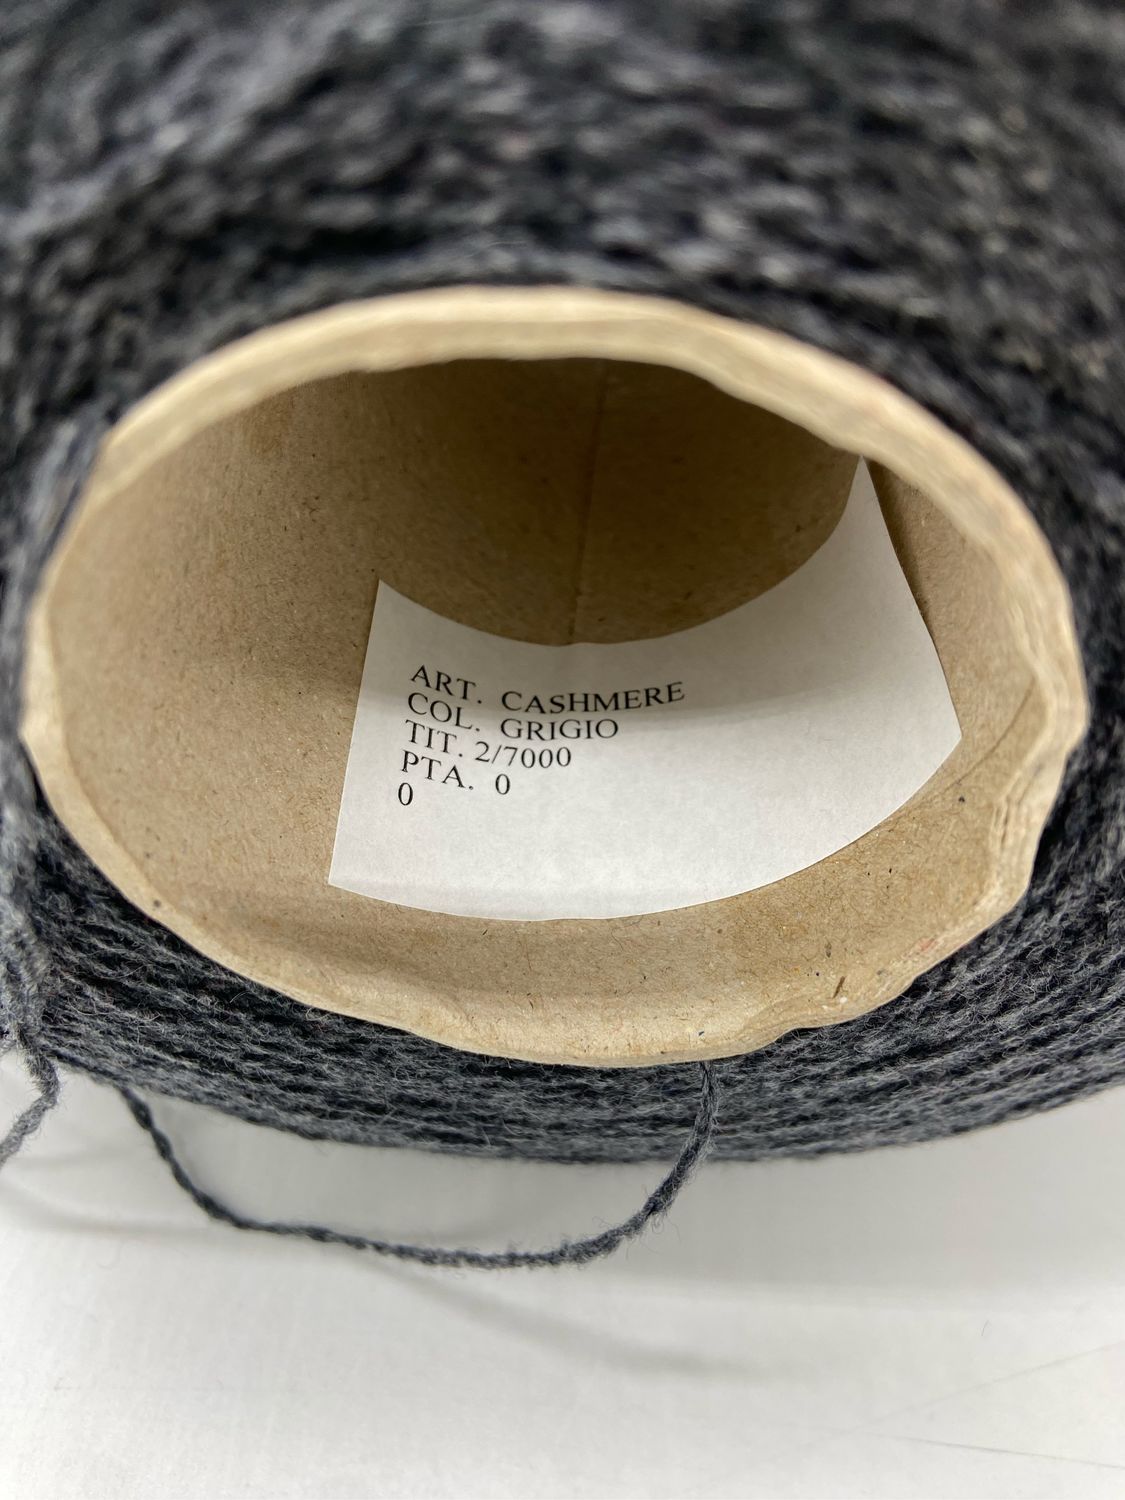 ART. CASHMERE
COL. GRIGIO
TIT. 2/7000
PTA. 0
0